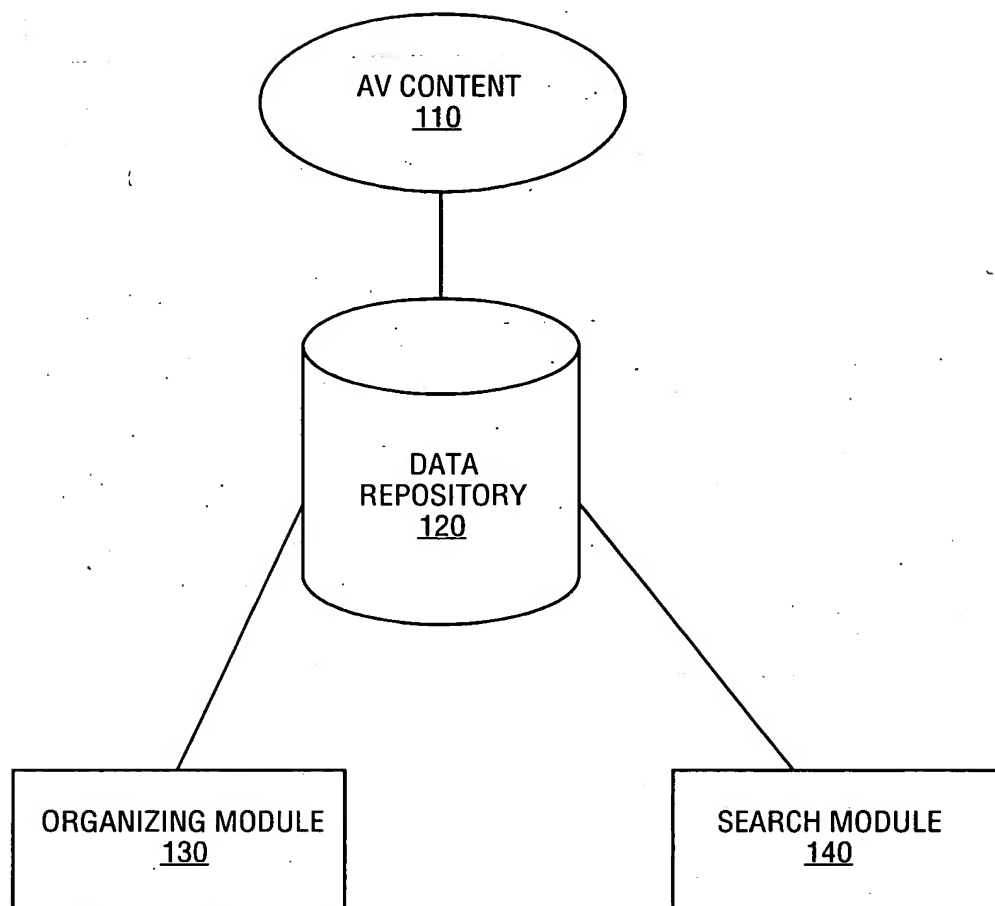 AV CONTENT
110
DATA
REPOSITORY
120
ORGANIZING MODULE
130
SEARCH MODULE
140